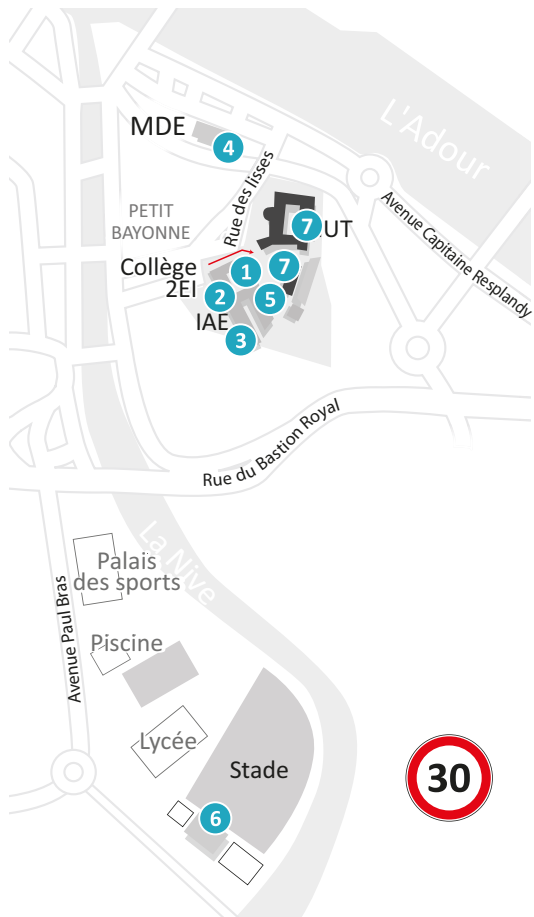 L'Adour
MDE
4
Rue des lisses
Avenue Capitaine Resplandy
PETIT
BAYONNE
7
UT
Collège
2EI
1
7
2
5
IAE
3
Rue du Bastion Royal
La Nive
Palais
des sports
Avenue Paul Bras
Piscine
Lycée
Stade
30
6